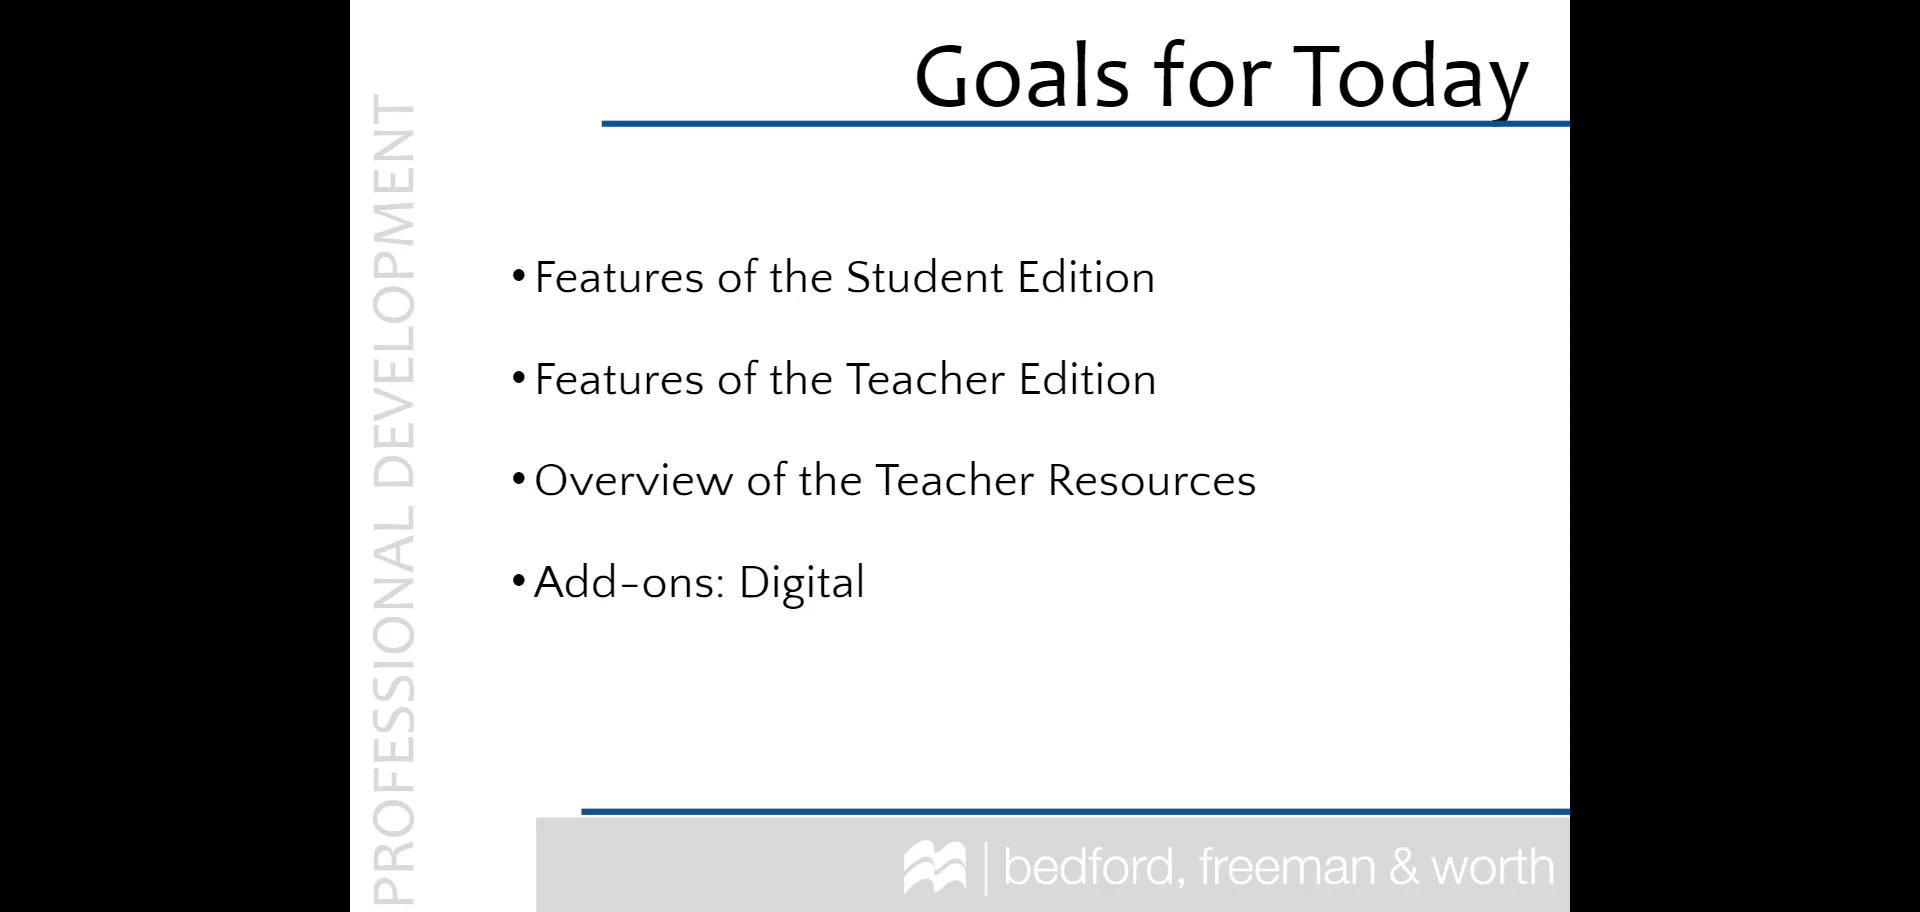 Goals for Today
PROFESSIONAL DEVELOPMENT
• Features of the Student Edition
• Features of the Teacher Edition
• Overview of the Teacher Resources
• Add-ons: Digital
bedford, freeman & worth